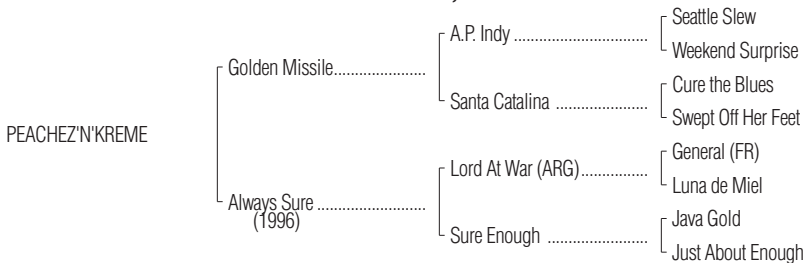 Seattle Slew
A.P. Indy ................................
Weekend Surprise
Golden Missile......................
Cure the Blues
Santa Catalina ......................
Swept Off Her Feet
PEACHEZ'N'KREME
General (FR)
Lord At War (ARG)................
Luna de Miel
Always Sure ..........................
(1996)
Java Gold
Sure Enough ........................
Just About Enough